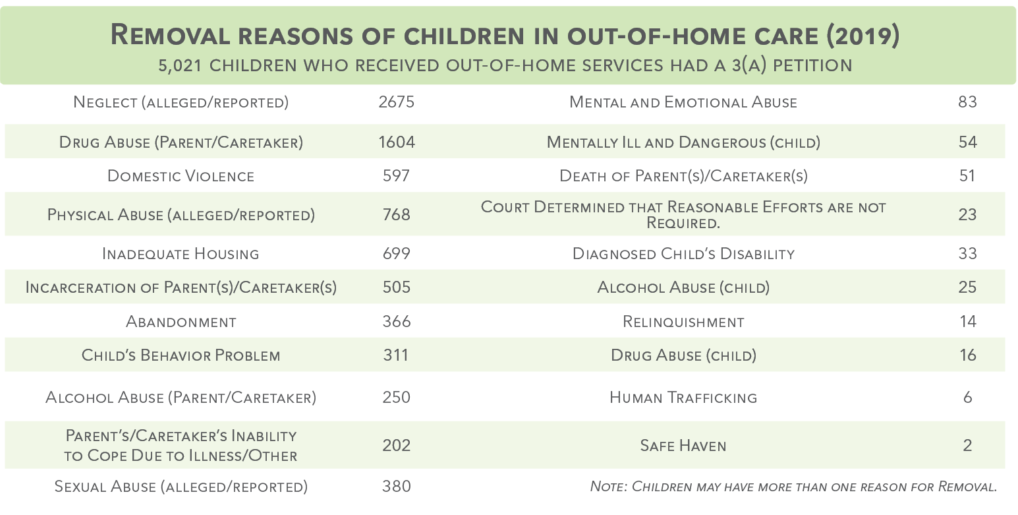 Removal reasons of children in out-of-home care (2019)
5,021 children who received out-of-home services had a 3(a) petition
Neglect (alleged/reported) 2675 Mental and Emotional Abuse 83
Drug Abuse (Parent/Caretaker) 1604 Mentally Ill and Dangerous (child) 54
Domestic Violence 597 Death of Parent(s)/Caretaker(s) 51
Physical Abuse (alleged/reported) 768 Court Determined that Reasonable Efforts are not
Required. 23
Inadequate Housing 699 Diagnosed Child's Disability 33
Incarceration of Parent(s)/Caretaker(s) 505 Alcohol Abuse (child) 25
Abandonment 366 Relinquishment 14
Child's Behavior Problem 311 Drug Abuse (child) 16
Alcohol Abuse (Parent/Caretaker) 250 Human Trafficking 6
Parent's/Caretaker's Inability
to Cope Due to Illness/Other 202 Safe Haven 2
Sexual Abuse (alleged/reported) 380 Note: Children may have more than one reason for Removal.